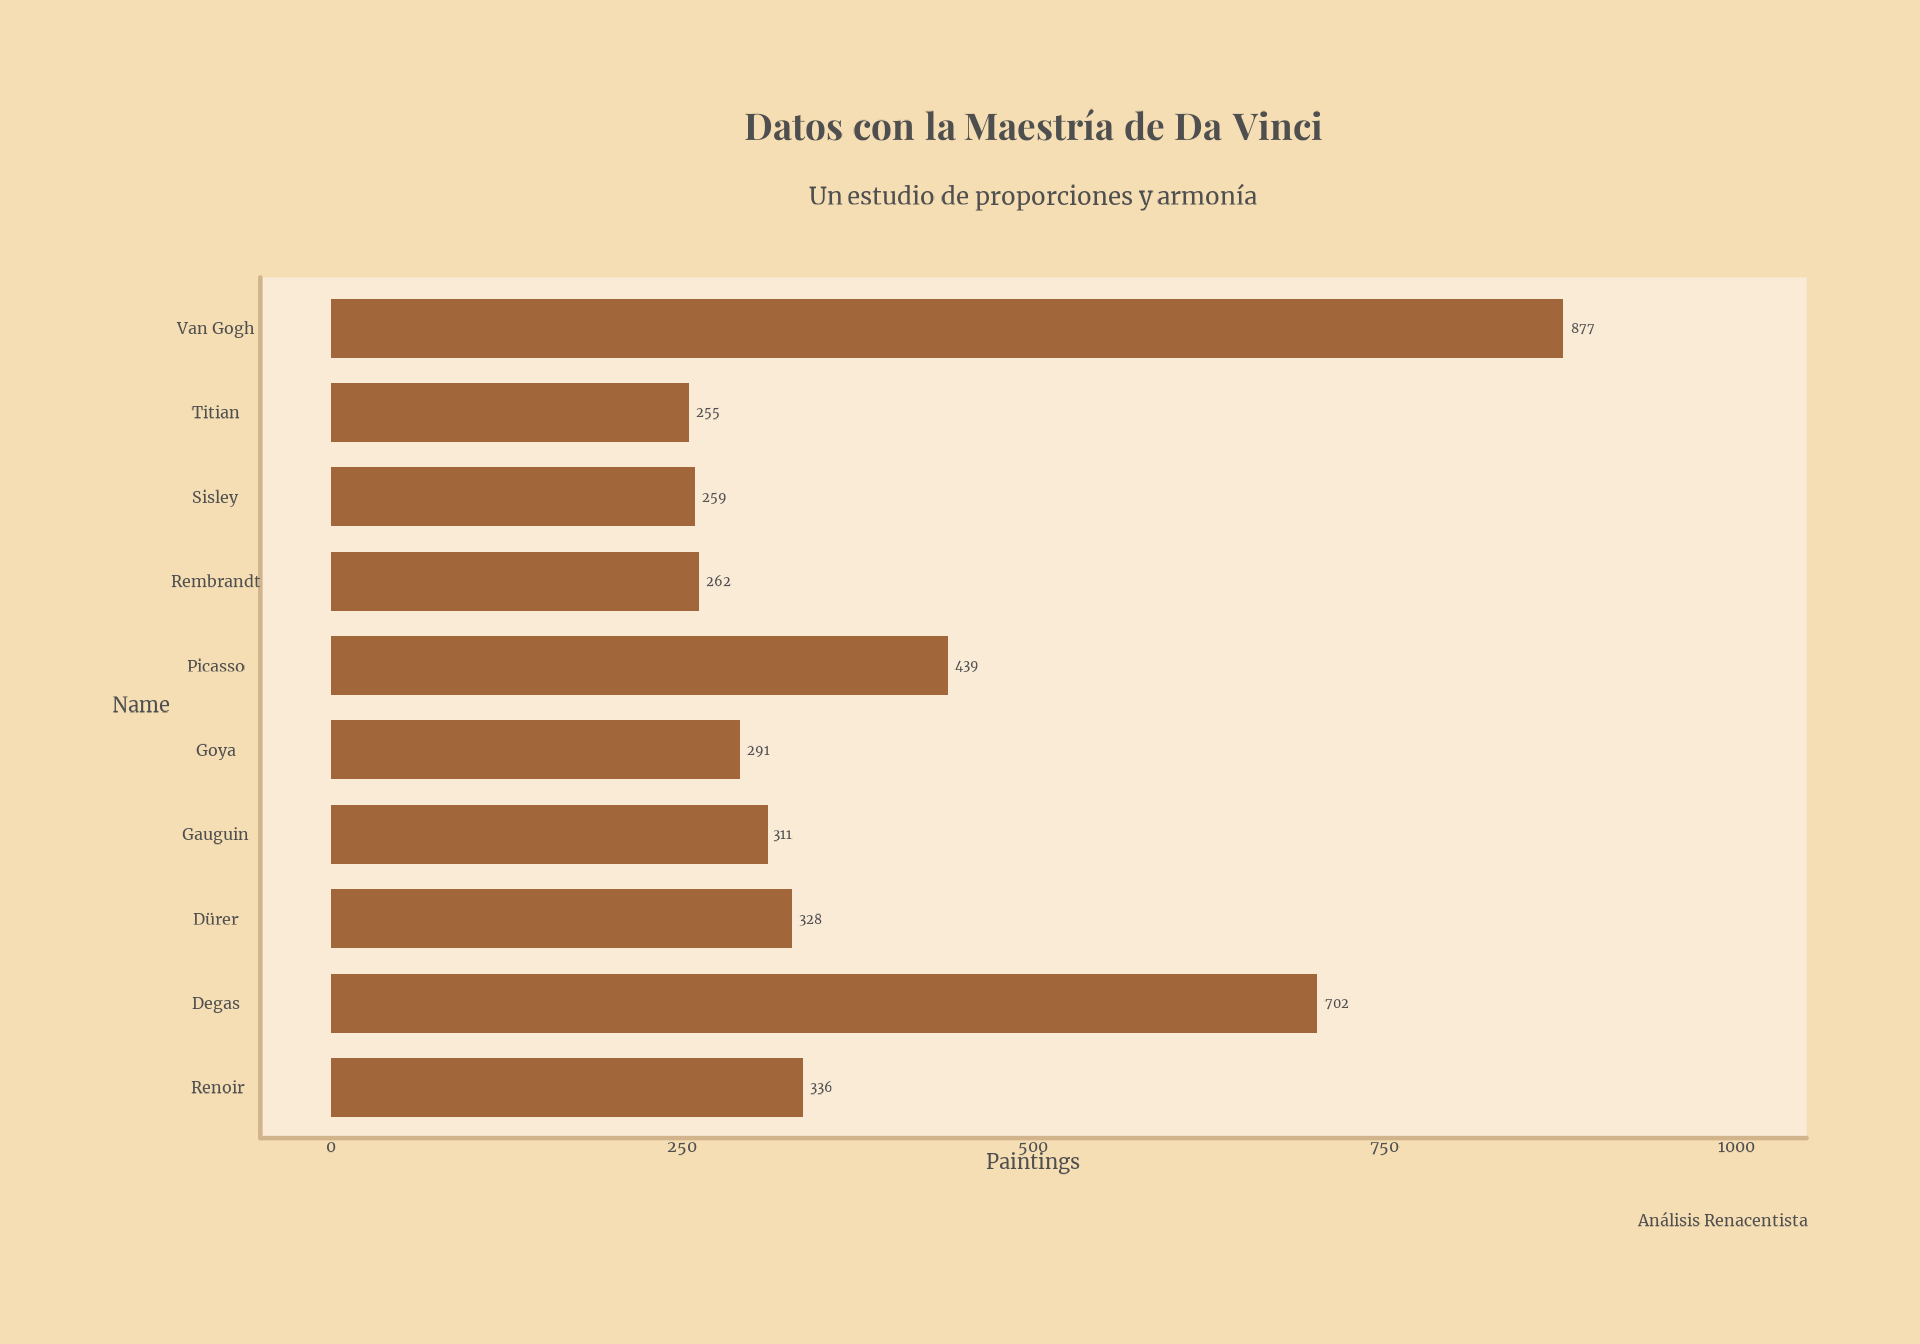 Datos con la Maestría de Da Vinci
Un estudio de proporciones y armonía
Van Gogh 877
Titian 255
Sisley 259
Rembrandt 262
Picasso 439
Name
Goya 291
Gauguin 311
Dürer 328
Degas 702
Renoir 336
0 250 500 750 1000
Paintings
Análisis Renacentista